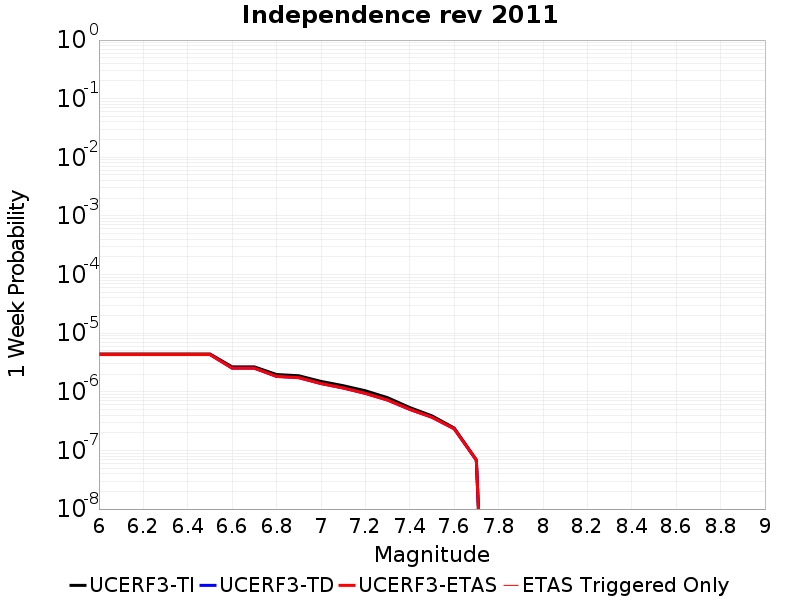 Independence rev 2011
1 Week Probability
10^0
10^-1
10^-2
10^-3
10^-4
10^-5
10^-6
10^-7
10^-8
6 6.2 6.4 6.6 6.8 7 7.2 7.4 7.6 7.8 8 8.2 8.4 8.6 8.8 9
Magnitude
UCERF3-TI UCERF3-TD UCERF3-ETAS ETAS Triggered Only